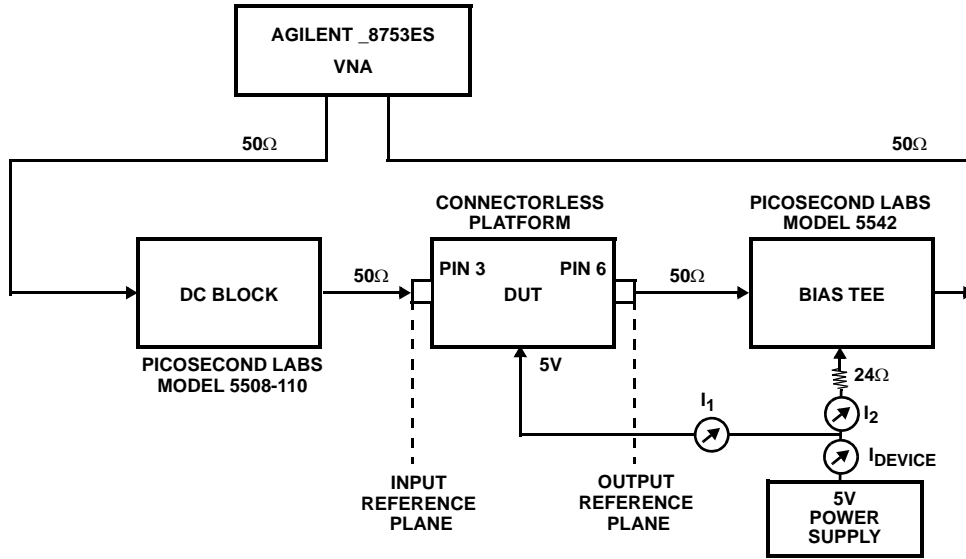 AGILENT _8753ES
VNA
50Ω
50Ω
CONNECTORLESS
PLATFORM
PICOSECOND LABS
MODEL 5542
DC BLOCK
50Ω
PIN 3
PIN 6
DUT
50Ω
BIAS TEE
PICOSECOND LABS
MODEL 5508-110
5V
24Ω
I1
I2
IDEVICE
INPUT
REFERENCE
PLANE
OUTPUT
REFERENCE
PLANE
5V
POWER
SUPPLY